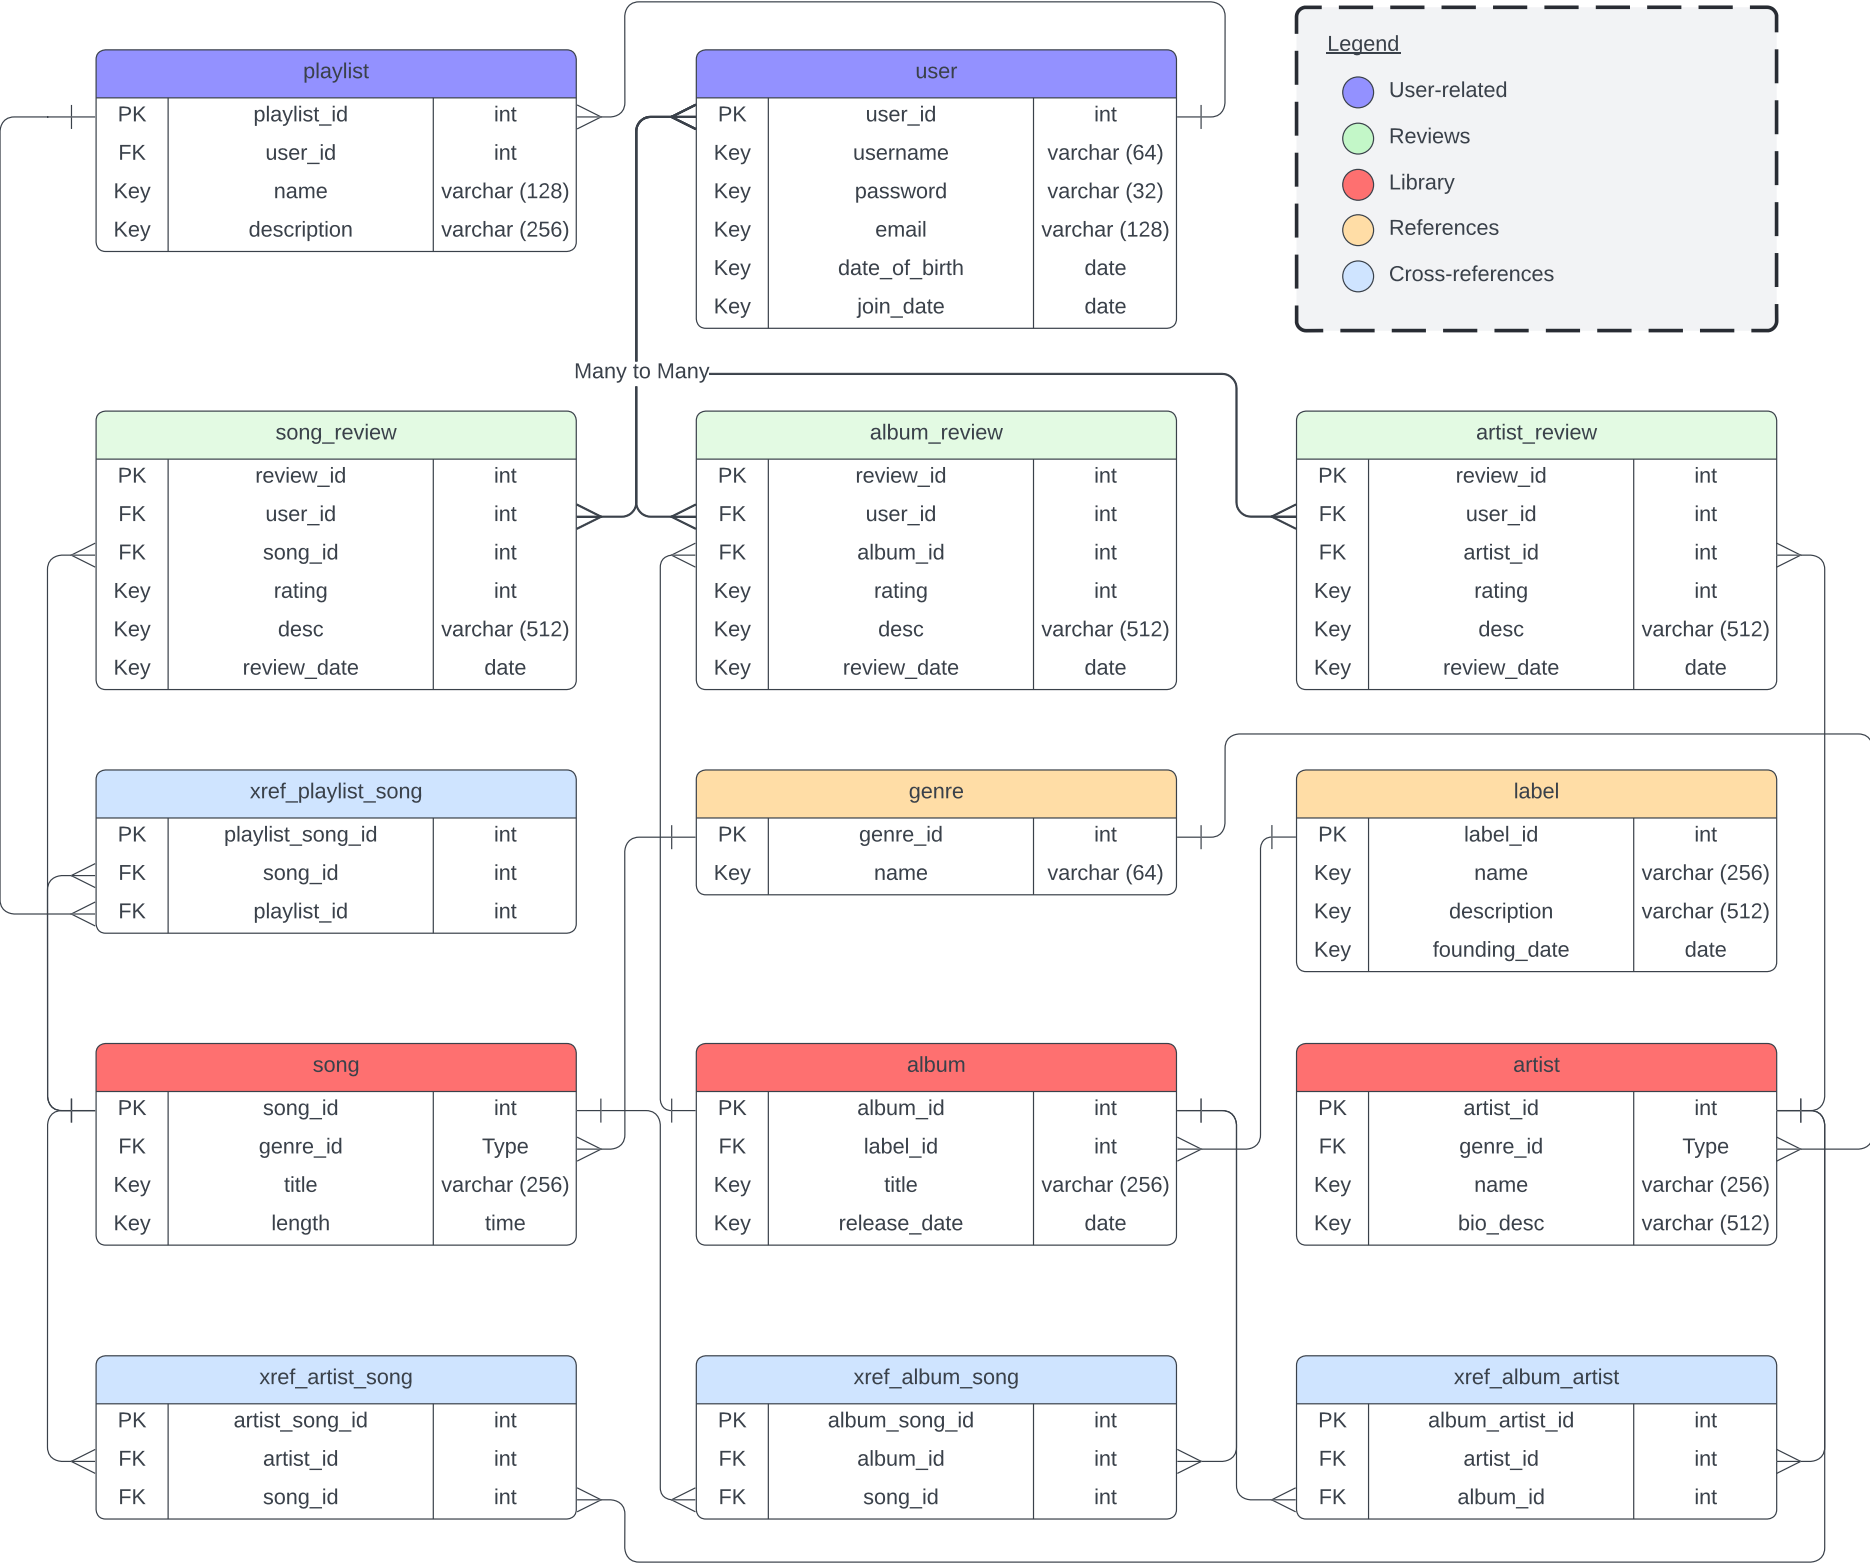 playlist
PK playlist_id int
FK user_id int
Key name varchar (128)
Key description varchar (256)
user
PK user_id int
Key username varchar (64)
Key password varchar (32)
Key email varchar (128)
Key date_of_birth date
Key join_date date
Legend
User-related
Reviews
Library
References
Cross-references
Many to Many
song_review
PK review_id int
FK user_id int
FK song_id int
Key rating int
Key desc varchar (512)
Key review_date date
album_review
PK review_id int
FK user_id int
FK album_id int
Key rating int
Key desc varchar (512)
Key review_date date
artist_review
PK review_id int
FK user_id int
FK artist_id int
Key rating int
Key desc varchar (512)
Key review_date date
xref_playlist_song
PK playlist_song_id int
FK song_id int
FK playlist_id int
genre
PK genre_id int
Key name varchar (64)
label
PK label_id int
Key name varchar (256)
Key description varchar (512)
Key founding_date date
song
PK song_id int
FK genre_id Type
Key title varchar (256)
Key length time
album
PK album_id int
FK label_id int
Key title varchar (256)
Key release_date date
artist
PK artist_id int
FK genre_id Type
Key name varchar (256)
Key bio_desc varchar (512)
xref_artist_song
PK artist_song_id int
FK artist_id int
FK song_id int
xref_album_song
PK album_song_id int
FK album_id int
FK song_id int
xref_album_artist
PK album_artist_id int
FK artist_id int
FK album_id int